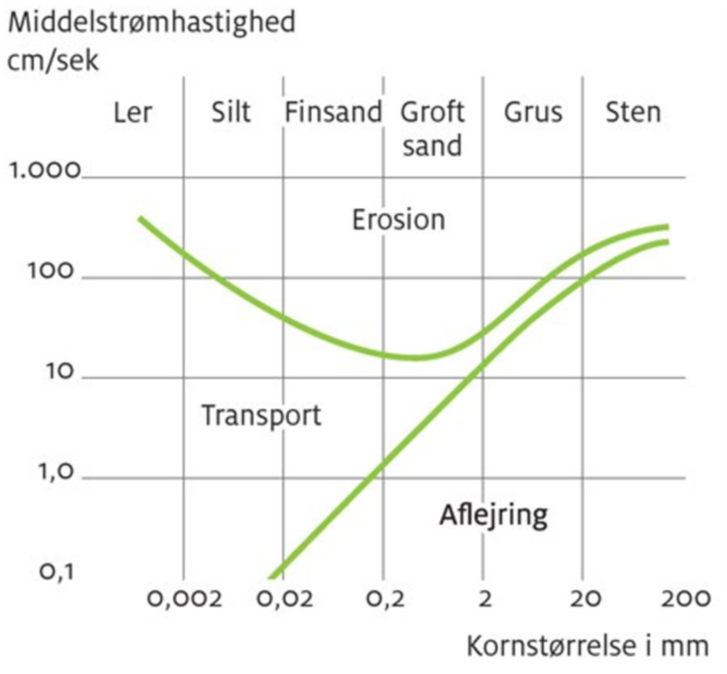 Middelstrømhastighed
cm/sek
Ler Silt Finsand Groft sand Grus Sten
1.000
Erosion
100
10
Transport
1,0
Aflejring
0,1
0,002 0,02 0,2 2 20 200
Kornstørrelse i mm